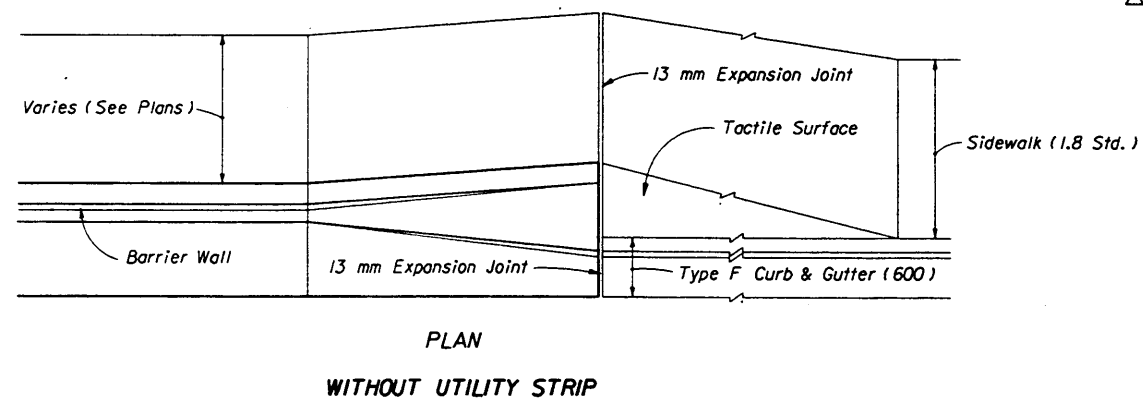 13 mm Expansion Joint
Varies (See Plans)
Tactile Surface
Sidewalk (1.8 Std.)
Barrier Wall
13 mm Expansion Joint
Type F Curb & Gutter (600)
PLAN
WITHOUT UTILITY STRIP